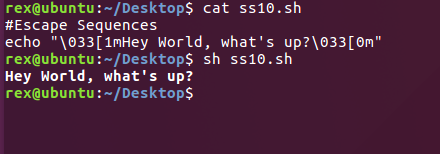 rex@ubuntu:~/Desktop$ cat ss10.sh
#Escape Sequences
echo "\033[1mHey World, what's up?\033[0m"
rex@ubuntu:~/Desktop$ sh ss10.sh
Hey World, what's up?
rex@ubuntu:~/Desktop$